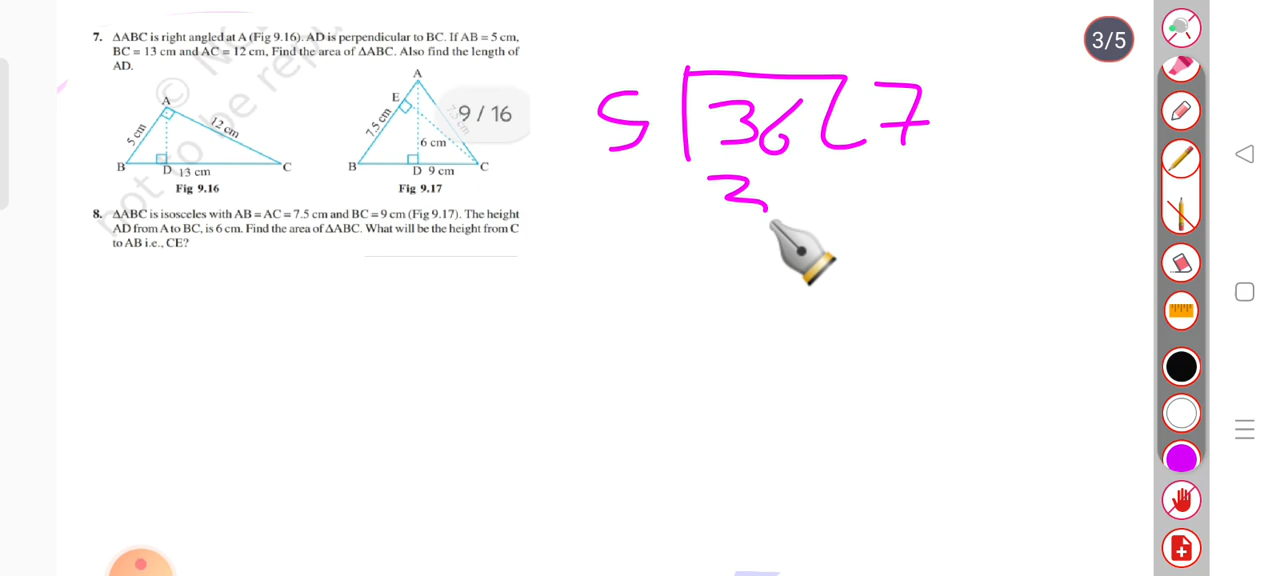 7. ΔABC is right angled at A (Fig 9.16). AD is perpendicular to BC. If AB = 5 cm,
BC = 13 cm and AC = 12 cm, Find the area of ΔABC. Also find the length of
AD.
A
5 cm
12 cm
B
D
13 cm
C
Fig 9.16
A
E
7.5 cm
6 cm
B
D
9 cm
C
Fig 9.17
9 / 16
8. ΔABC is isosceles with AB = AC = 7.5 cm and BC = 9 cm (Fig 9.17). The height
AD from A to BC, is 6 cm. Find the area of ΔABC. What will be the height from C
to AB i.e., CE?
5 36 7
3
3/5
not to be